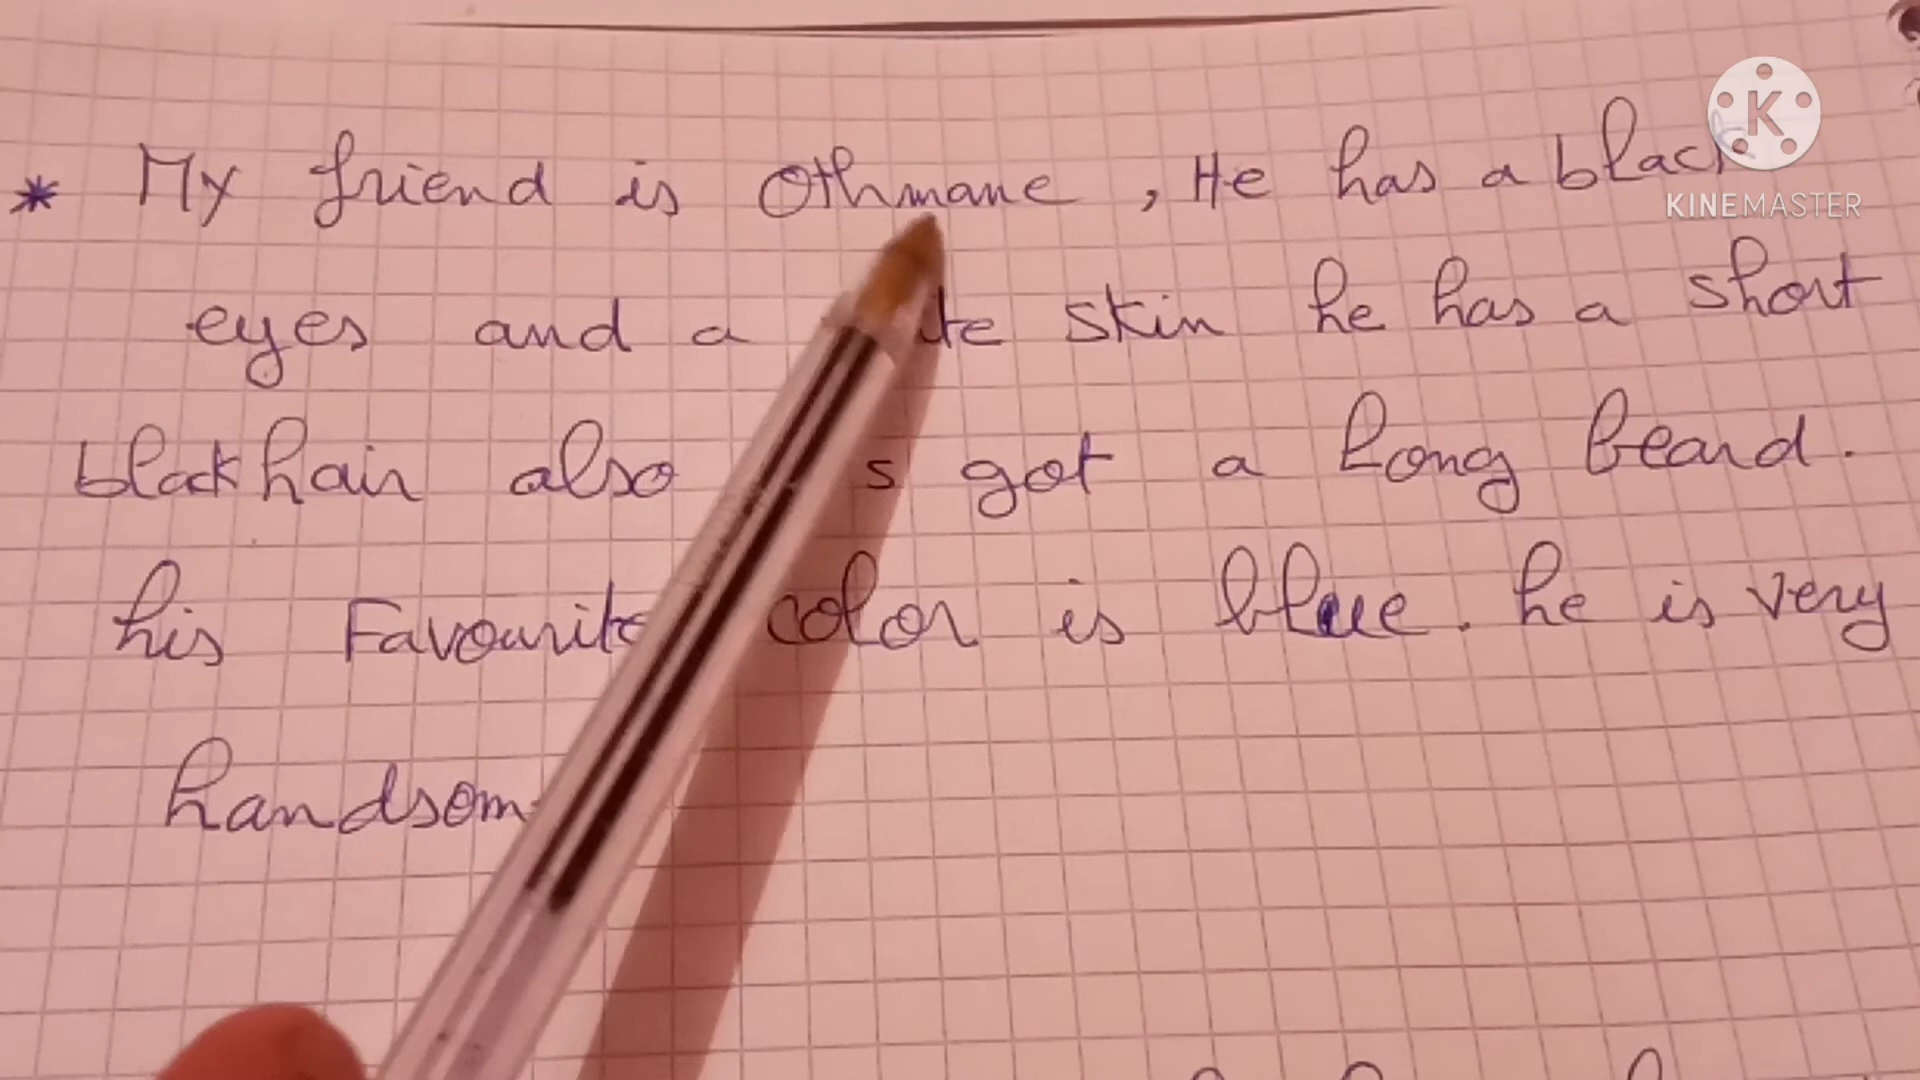 * My friend is Othmane , He has a black
eyes and a skin he has a short
black hair also got a Long beard.
his Favourite color is blue. he is very
KINEMASTER